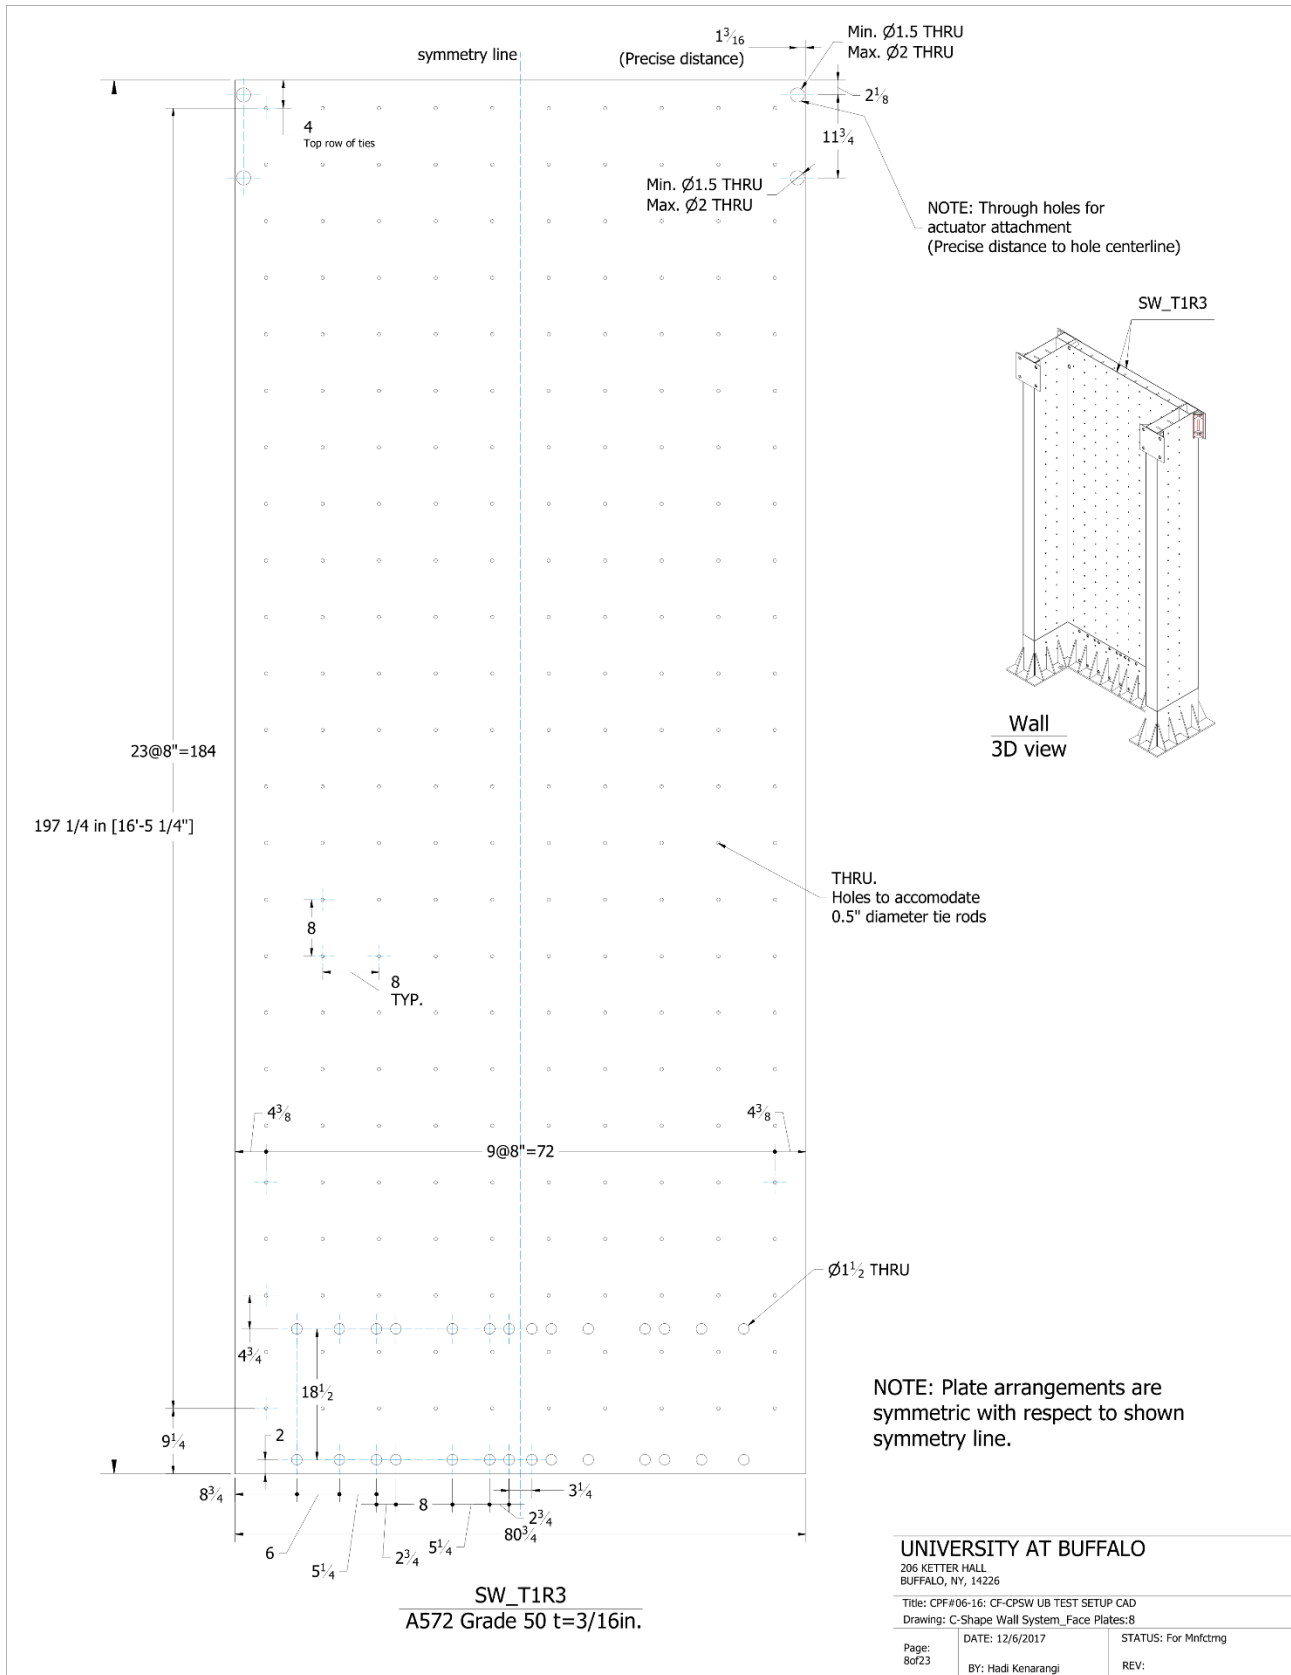 symmetry line
1 3/16
(Precise distance)
Min. Ø1.5 THRU
Max. Ø2 THRU
2 1/8
4
Top row of ties
11 3/4
Min. Ø1.5 THRU
Max. Ø2 THRU
NOTE: Through holes for
actuator attachment
(Precise distance to hole centerline)
SW_T1R3
Wall
3D view
23@8"=184
197 1/4 in [16'-5 1/4"]
THRU.
Holes to accomodate
0.5" diameter tie rods
8
8
TYP.
4 3/8
4 3/8
9@8"=72
Ø1 1/2 THRU
4 3/4
18 1/2
9 1/4
2
NOTE: Plate arrangements are
symmetric with respect to shown
symmetry line.
8 3/4
8
3 1/4
2 3/4
80 3/4
6
5 1/4
2 3/4
5 1/4
SW_T1R3
A572 Grade 50 t=3/16in.
UNIVERSITY AT BUFFALO
206 KETTER HALL
BUFFALO, NY, 14226
Title: CPF#06-16: CF-CPSW UB TEST SETUP CAD
Drawing: C-Shape Wall System_Face Plates:8
Page:
8of23
DATE: 12/6/2017
STATUS: For Mnfctrng
BY: Hadi Kenarangi
REV: